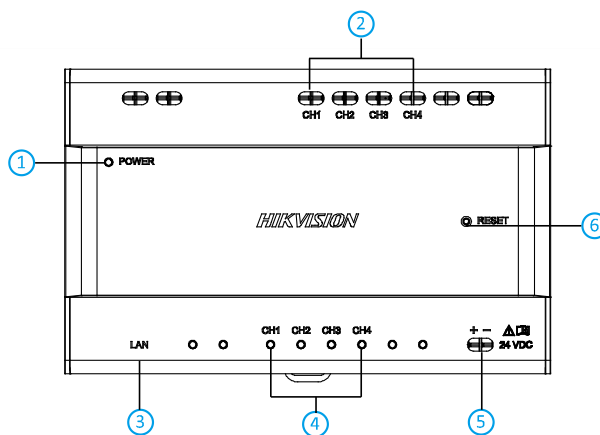 2
CH1 CH2 CH3 CH4
1
POWER
HIKVISION
RESET
6
CH1 CH2 CH3 CH4
+ -
LAN
24 VDC
3
4
5